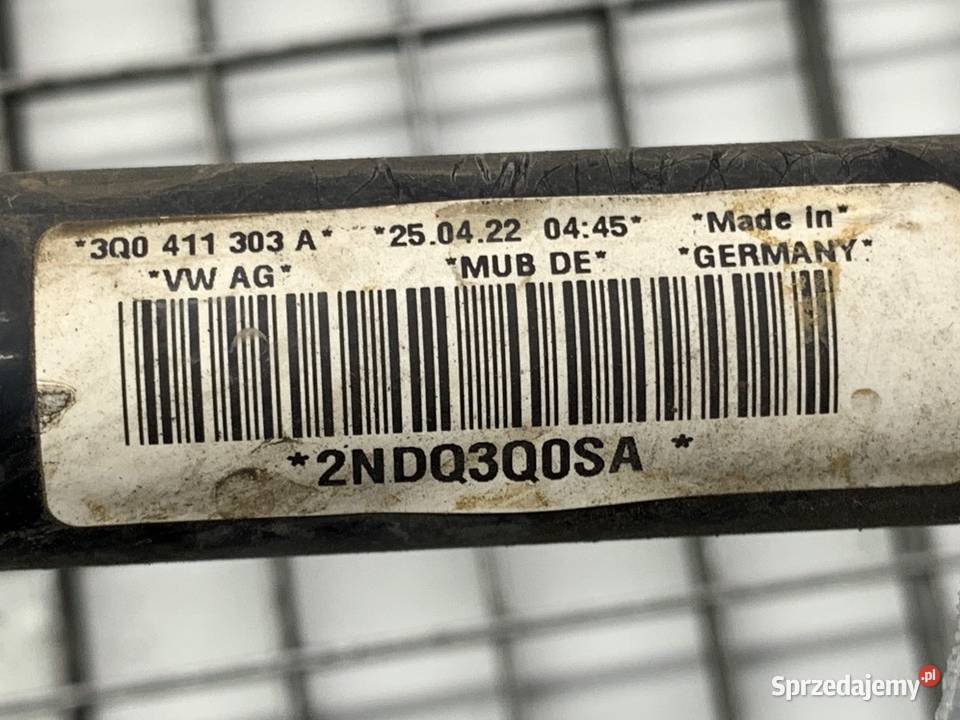 *3Q0 411 303 A* *25.04.22 04:45* *Made in*
*VW AG* *MUB DE* *GERMANY*
*2NDQ3Q0SA *
Sprzedajemy.pl